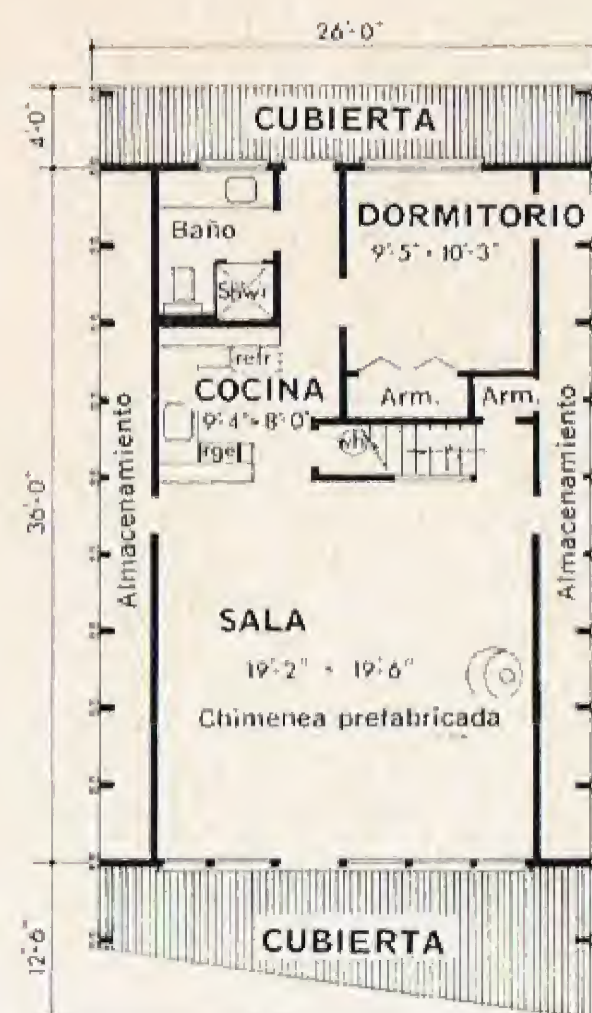 26'-0"
4'-0"
CUBIERTA
Baño
DORMITORIO
9'-5" · 10'-3"
Shwr
refr
COCINA
9'-4" · 8'-0"
Arm.
Arm.
wh
Almacenamiento
Almacenamiento
36'-0"
SALA
19'-2" · 19'-6"
Chimenea prefabricada
CUBIERTA
12'-6"